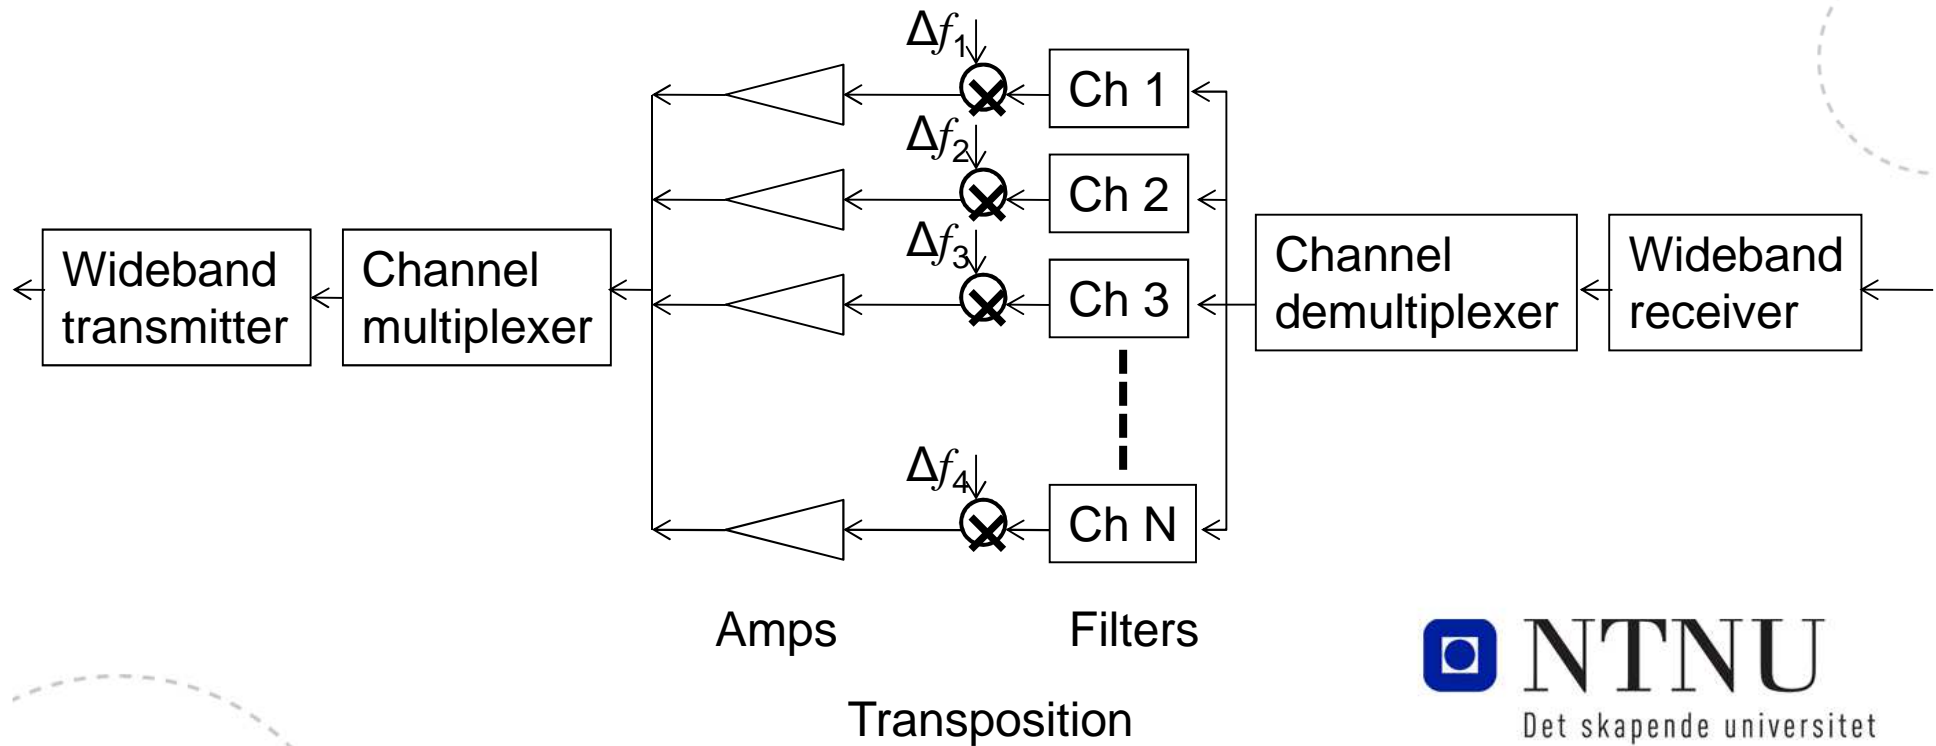 Δf₁
Ch 1
Δf₂
Ch 2
Δf₃
Ch 3
Wideband
transmitter
Channel
multiplexer
Channel
demultiplexer
Wideband
receiver
Δf₄
Ch N
Amps
Filters
Transposition
NTNU
Det skapende universitet